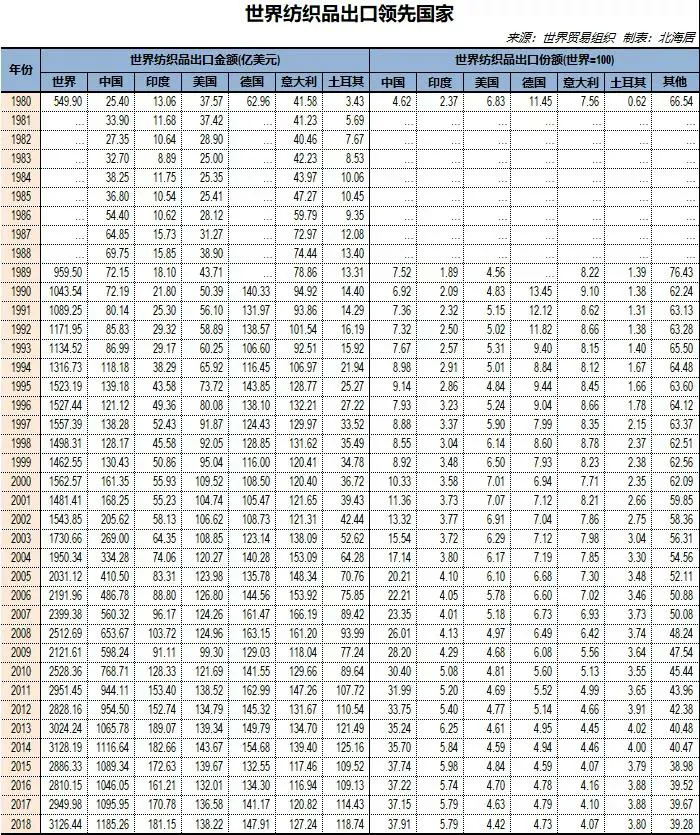 世界纺织品出口领先国家
来源：世界贸易组织 制表：北海居
年份 世界纺织品出口金额(亿美元) 世界纺织品出口份额(世界=100)
世界 中国 印度 美国 德国 意大利 土耳其 中国 印度 美国 德国 意大利 土耳其 其他
1980 549.90 25.40 13.06 37.57 62.96 41.58 3.43 4.62 2.37 6.83 11.45 7.56 0.62 66.54
1981 ... 33.90 11.68 37.42 ... 41.23 5.69 ... ... ... ... ... ... ...
1982 ... 27.35 10.64 28.90 ... 40.46 7.67 ... ... ... ... ... ... ...
1983 ... 32.70 8.89 25.00 ... 42.23 8.53 ... ... ... ... ... ... ...
1984 ... 38.25 11.75 25.35 ... 43.97 10.06 ... ... ... ... ... ... ...
1985 ... 36.80 10.54 25.41 ... 47.27 10.45 ... ... ... ... ... ... ...
1986 ... 54.40 10.62 28.12 ... 59.79 9.35 ... ... ... ... ... ... ...
1987 ... 64.85 15.73 31.27 ... 72.97 12.08 ... ... ... ... ... ... ...
1988 ... 69.75 15.85 38.90 ... 74.44 13.40 ... ... ... ... ... ... ...
1989 959.50 72.15 18.10 43.71 ... 78.86 13.31 7.52 1.89 4.56 ... 8.22 1.39 76.43
1990 1043.54 72.19 21.80 50.39 140.33 94.92 14.40 6.92 2.09 4.83 13.45 9.10 1.38 62.24
1991 1089.25 80.14 25.30 56.10 131.97 93.86 14.29 7.36 2.32 5.15 12.12 8.62 1.31 63.13
1992 1171.95 85.83 29.32 58.89 138.57 101.54 16.19 7.32 2.50 5.02 11.82 8.66 1.38 63.28
1993 1134.52 86.99 29.17 60.25 106.60 92.51 15.92 7.67 2.57 5.31 9.40 8.15 1.40 65.50
1994 1316.73 118.18 38.29 65.92 116.45 106.97 21.94 8.98 2.91 5.01 8.84 8.12 1.67 64.48
1995 1523.19 139.18 43.58 73.72 143.85 128.77 25.27 9.14 2.86 4.84 9.44 8.45 1.66 63.60
1996 1527.44 121.12 49.36 80.08 138.10 132.21 27.22 7.93 3.23 5.24 9.04 8.66 1.78 64.12
1997 1557.39 138.28 52.43 91.87 124.43 129.97 33.52 8.88 3.37 5.90 7.99 8.35 2.15 63.37
1998 1498.31 128.17 45.58 92.05 128.85 131.62 35.49 8.55 3.04 6.14 8.60 8.78 2.37 62.51
1999 1462.55 130.43 50.86 95.04 116.00 120.41 34.78 8.92 3.48 6.50 7.93 8.23 2.38 62.56
2000 1562.57 161.35 55.93 109.52 108.50 120.40 36.72 10.33 3.58 7.01 6.94 7.71 2.35 62.09
2001 1481.41 168.25 55.23 104.74 105.47 121.65 39.43 11.36 3.73 7.07 7.12 8.21 2.66 59.85
2002 1543.85 205.62 58.13 106.62 108.73 121.31 42.44 13.32 3.77 6.91 7.04 7.86 2.75 58.36
2003 1730.66 269.00 64.35 108.85 123.14 138.09 52.62 15.54 3.72 6.29 7.12 7.98 3.04 56.31
2004 1950.34 334.28 74.06 120.27 140.28 153.09 64.28 17.14 3.80 6.17 7.19 7.85 3.30 54.56
2005 2031.12 410.50 83.31 123.98 135.78 148.34 70.76 20.21 4.10 6.10 6.68 7.30 3.48 52.11
2006 2191.96 486.78 88.80 126.80 144.56 153.92 75.85 22.21 4.05 5.78 6.60 7.02 3.46 50.88
2007 2399.38 560.32 96.17 124.26 161.47 166.19 89.42 23.35 4.01 5.18 6.73 6.93 3.73 50.08
2008 2512.69 653.67 103.72 124.96 163.15 161.20 93.99 26.01 4.13 4.97 6.49 6.42 3.74 48.24
2009 2121.61 598.24 91.11 99.30 129.03 118.04 77.24 28.20 4.29 4.68 6.08 5.56 3.64 47.54
2010 2528.36 768.71 128.33 121.69 141.55 129.66 89.64 30.40 5.08 4.81 5.60 5.13 3.55 45.44
2011 2951.45 944.11 153.40 138.52 162.99 147.26 107.72 31.99 5.20 4.69 5.52 4.99 3.65 43.96
2012 2828.16 954.50 152.74 134.79 145.32 131.67 110.54 33.75 5.40 4.77 5.14 4.66 3.91 42.38
2013 3024.24 1065.78 189.07 139.34 149.79 134.70 121.49 35.24 6.25 4.61 4.95 4.45 4.02 40.48
2014 3128.19 1116.64 182.66 143.67 154.68 139.40 125.16 35.70 5.84 4.59 4.94 4.46 4.00 40.47
2015 2886.33 1089.34 172.63 139.67 132.55 117.46 109.52 37.74 5.98 4.84 4.59 4.07 3.79 38.98
2016 2810.15 1046.05 161.21 132.01 134.30 116.94 109.13 37.22 5.74 4.70 4.78 4.16 3.88 39.52
2017 2949.98 1095.95 170.78 136.58 141.17 120.82 114.43 37.15 5.79 4.63 4.79 4.10 3.88 39.67
2018 3126.44 1185.26 181.15 138.22 147.91 127.24 118.74 37.91 5.79 4.42 4.73 4.07 3.80 39.28